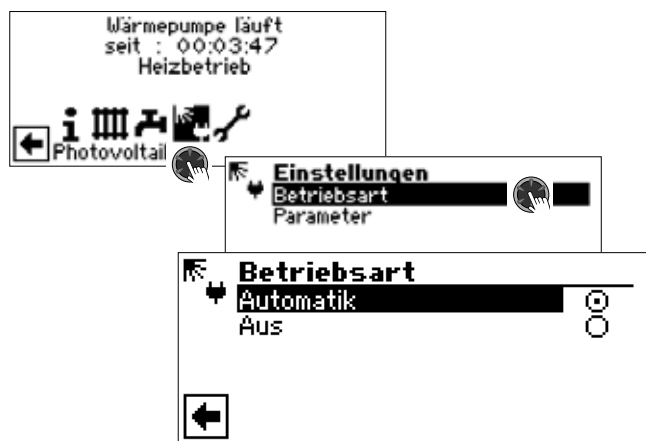 Wärmepumpe läuft
seit : 00:03:47
Heizbetrieb
Photovoltaik
Einstellungen
Betriebsart
Parameter
Betriebsart
Automatik
Aus